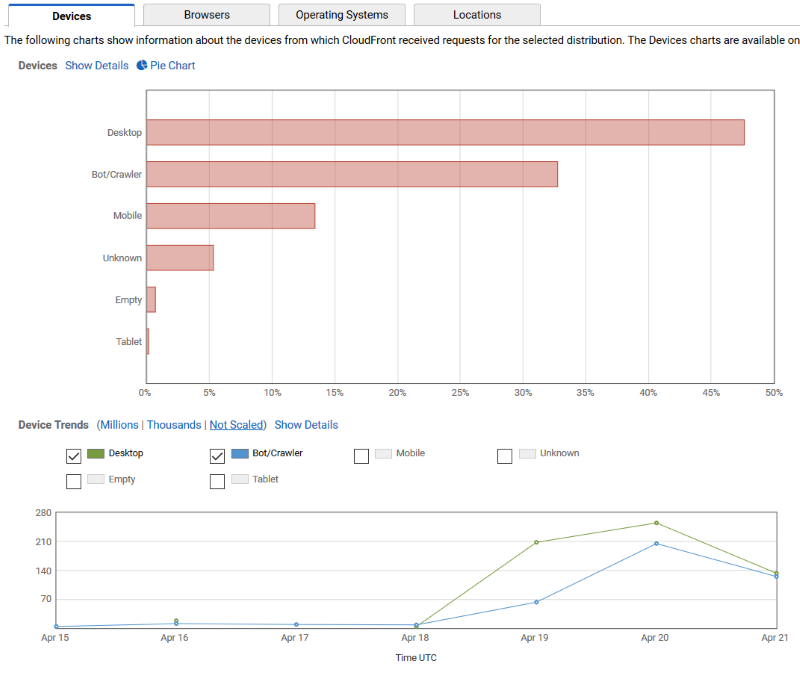 Devices
Browsers
Operating Systems
Locations
The following charts show information about the devices from which CloudFront received requests for the selected distribution. The Devices charts are available on
Devices Show Details Pie Chart
Desktop
Bot/Crawler
Mobile
Unknown
Empty
Tablet
0% 5% 10% 15% 20% 25% 30% 35% 40% 45% 50%
Device Trends (Millions | Thousands | Not Scaled) Show Details
Desktop Bot/Crawler Mobile Unknown
Empty Tablet
280
210
140
70
Apr 15 Apr 16 Apr 17 Apr 18 Apr 19 Apr 20 Apr 21
Time UTC